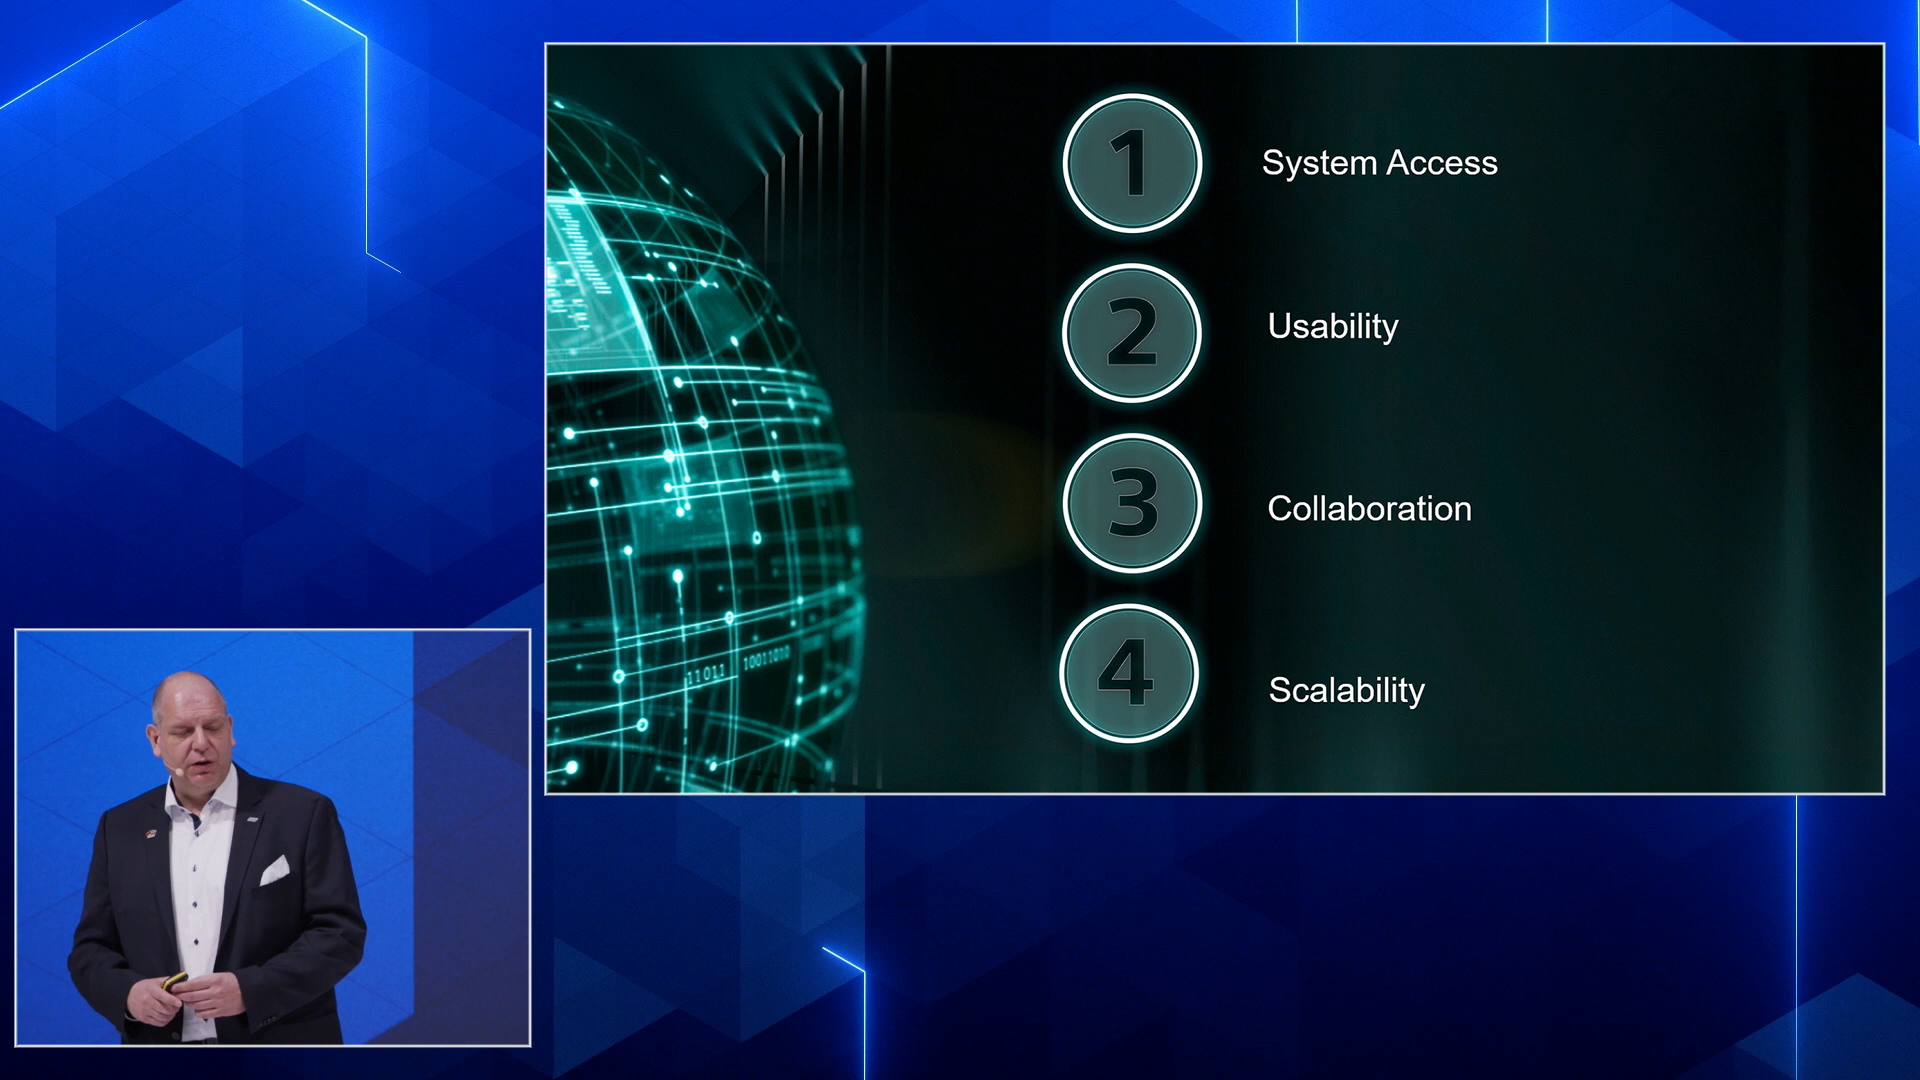 1
System Access
2
Usability
3
Collaboration
4
Scalability
11011 10011010